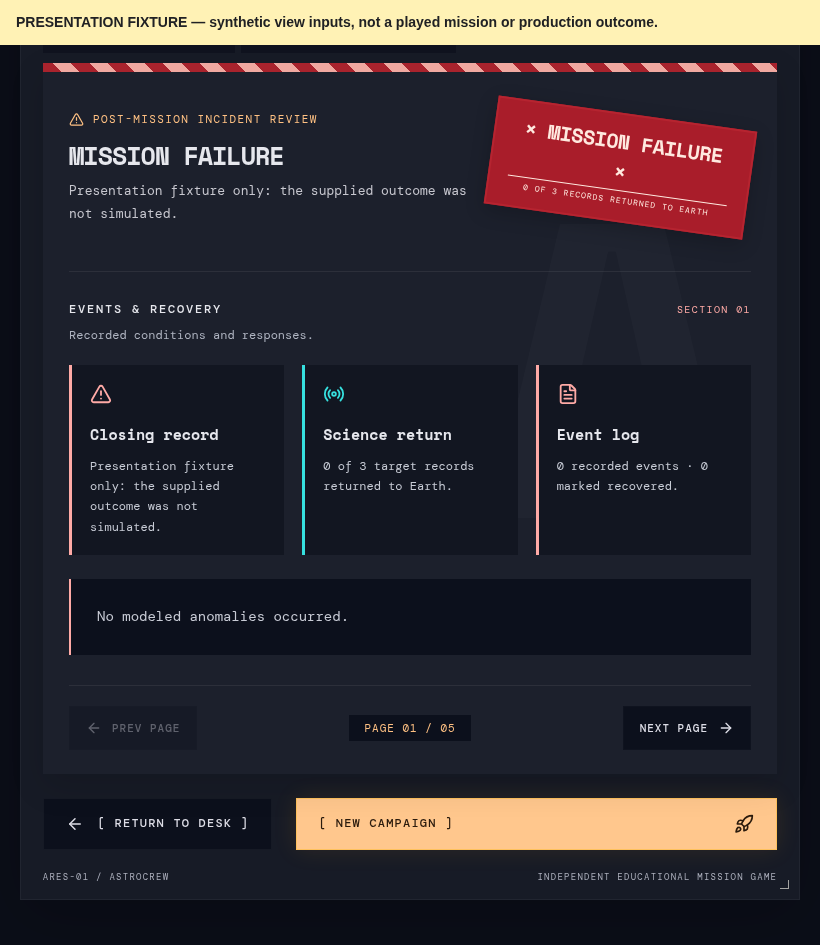 PRESENTATION FIXTURE — synthetic view inputs, not a played mission or production outcome.
POST-MISSION INCIDENT REVIEW
MISSION FAILURE
Presentation fixture only: the supplied outcome was
not simulated.
× MISSION FAILURE
×
0 OF 3 RECORDS RETURNED TO EARTH
EVENTS & RECOVERY
SECTION 01
Recorded conditions and responses.
Closing record
Presentation fixture
only: the supplied
outcome was not
simulated.
Science return
0 of 3 target records
returned to Earth.
Event log
0 recorded events · 0
marked recovered.
No modeled anomalies occurred.
PREV PAGE
PAGE 01 / 05
NEXT PAGE
[ RETURN TO DESK ]
[ NEW CAMPAIGN ]
ARES-01 / ASTROCREW
INDEPENDENT EDUCATIONAL MISSION GAME